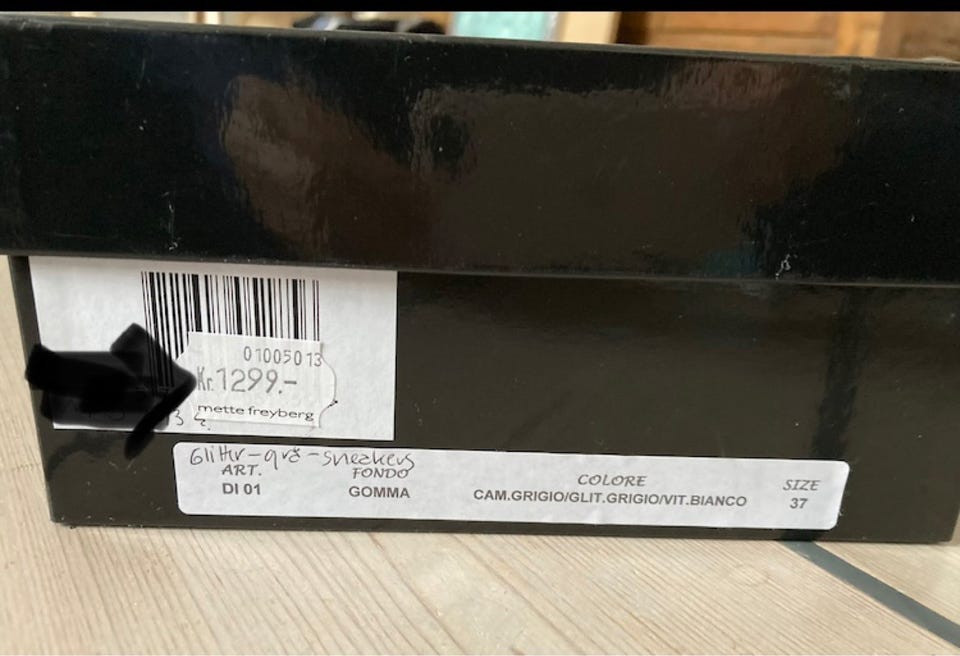 01005013
Kr.1299.-
mette freyberg
Glitter-grå-sneakers
ART. FONDO COLORE SIZE
DI 01 GOMMA CAM.GRIGIO/GLIT.GRIGIO/VIT.BIANCO 37